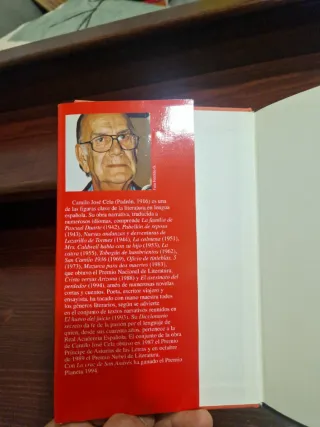 Camilo José Cela (Padrón, 1916) es una
de las figuras clave de la literatura en lengua
española. Su obra narrativa, traducida a
numerosos idiomas, comprende La familia de
Pascual Duarte (1942), Pabellón de reposo
(1943), Nuevas andanzas y desventuras de
Lazarillo de Tormes (1944), La colmena (1951),
Mrs. Caldwell habla con su hijo (1953), La
catira (1955), Tobogán de hambrientos (1962),
San Camilo 1936 (1969), Oficio de tinieblas, 5
(1973), Mazurca para dos muertos (1983),
que obtuvo el Premio Nacional de Literatura,
Cristo versus Arizona (1988) y El asesinato del
perdedor (1994), amén de numerosas novelas
cortas y cuentos. Poeta, escritor viajero y
ensayista, ha tocado con mano maestra todos
los géneros literarios, según se advierte
en el conjunto de textos narrativos reunidos en
El huevo del juicio (1993). Su Diccionario
secreto da fe de la pasión por el lenguaje de
quien, desde sus cuarenta años, pertenece a la
Real Academia Española. El conjunto de la obra
de Camilo José Cela obtuvo en 1987 el Premio
Príncipe de Asturias de las Letras y en octubre
de 1989 el Premio Nobel de Literatura.
Con La cruz de San Andrés ha ganado el Premio
Planeta 1994.